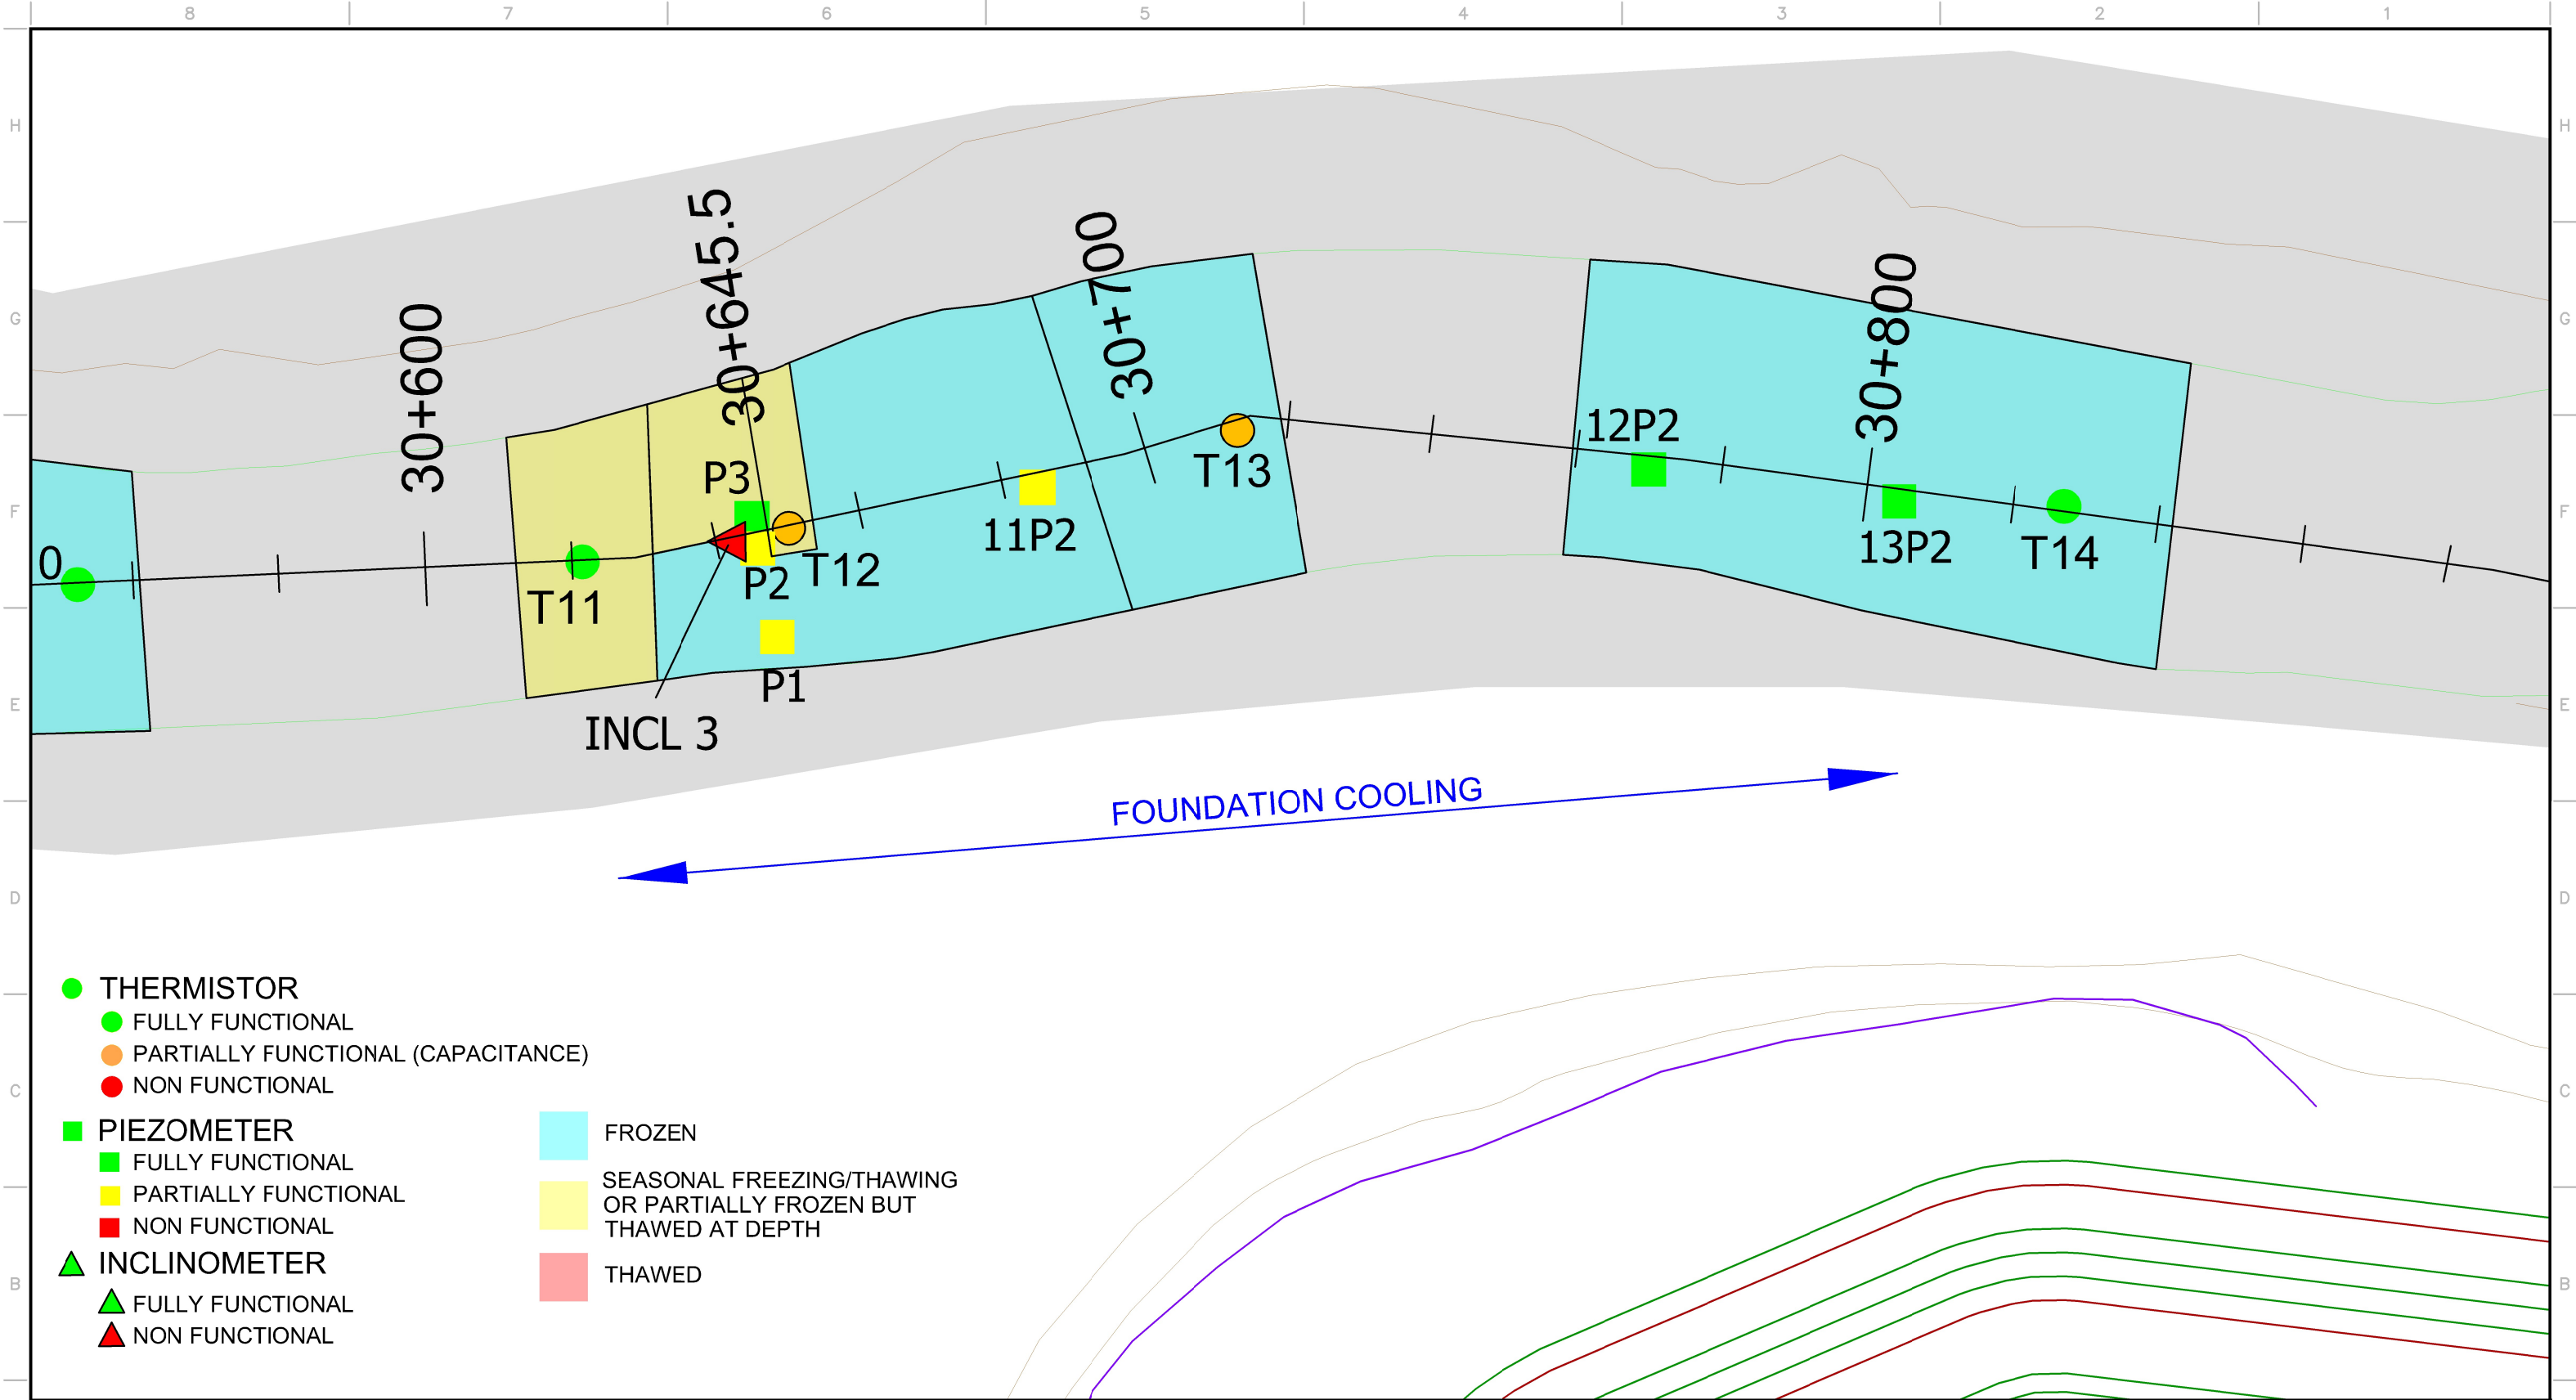 8 7 6 5 4 3 2 1
H H
G G
F F
E E
D D
C C
B B
30+600
30+645.5
30+700
30+800
0
T11
P3
P2
T12
P1
INCL 3
11P2
T13
12P2
13P2
T14
FOUNDATION COOLING
THERMISTOR
FULLY FUNCTIONAL
PARTIALLY FUNCTIONAL (CAPACITANCE)
NON FUNCTIONAL
PIEZOMETER
FULLY FUNCTIONAL
PARTIALLY FUNCTIONAL
NON FUNCTIONAL
INCLINOMETER
FULLY FUNCTIONAL
NON FUNCTIONAL
FROZEN
SEASONAL FREEZING/THAWING
OR PARTIALLY FROZEN BUT
THAWED AT DEPTH
THAWED